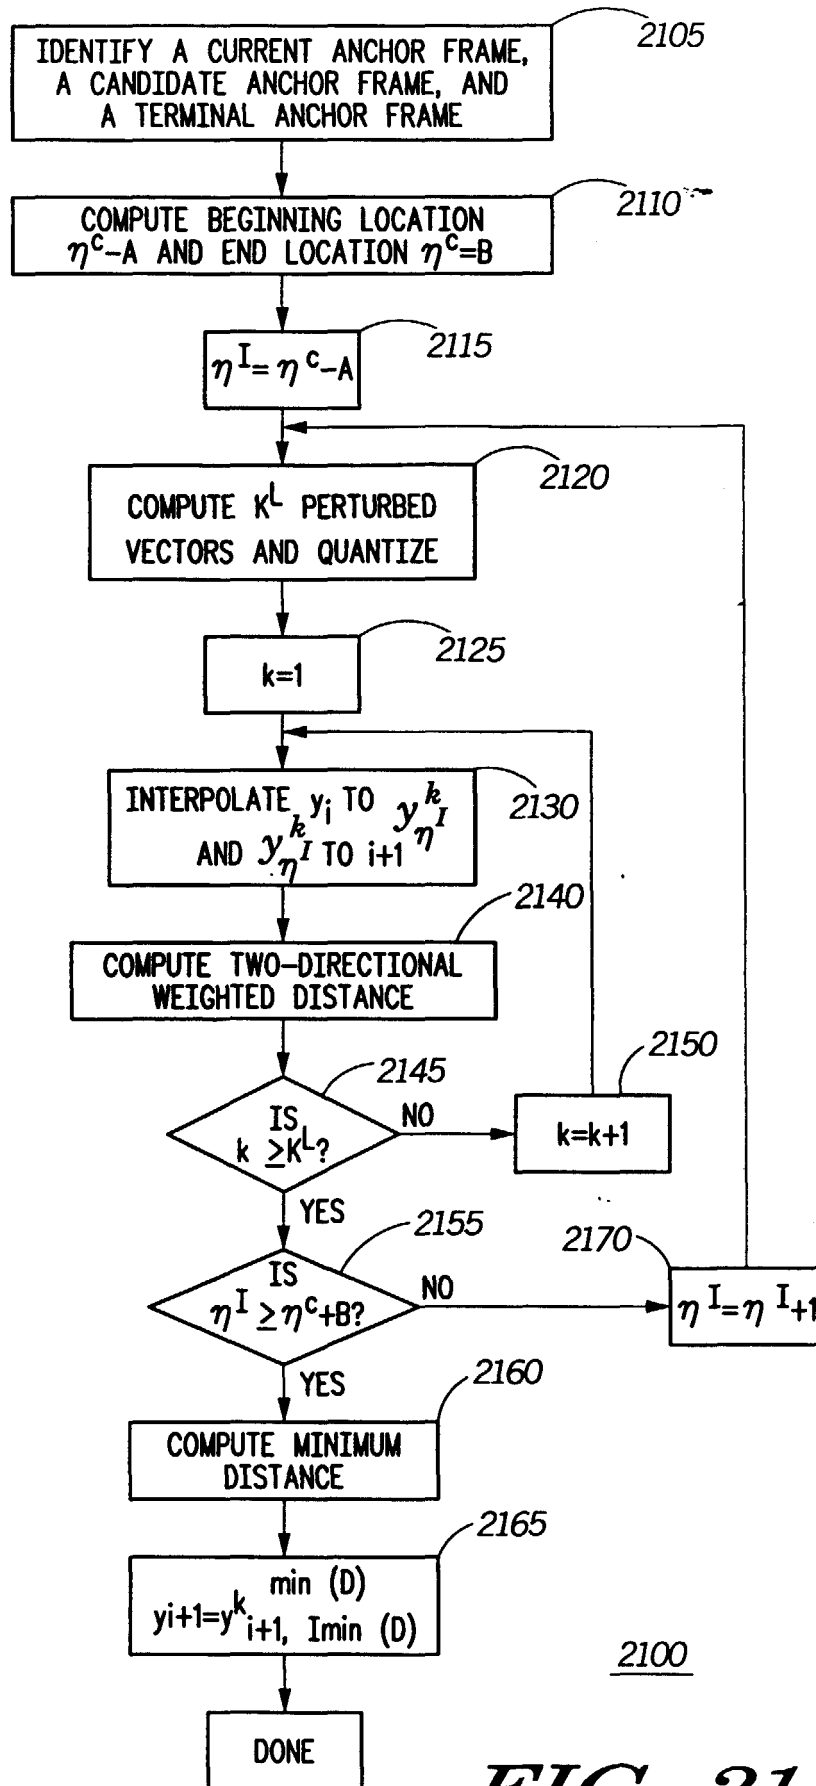 2105
IDENTIFY A CURRENT ANCHOR FRAME,
A CANDIDATE ANCHOR FRAME, AND
A TERMINAL ANCHOR FRAME
2110
COMPUTE BEGINNING LOCATION
η^c-A AND END LOCATION η^c=B
2115
η^I= η^c-A
2120
COMPUTE K^L PERTURBED
VECTORS AND QUANTIZE
2125
k=1
2130
INTERPOLATE y_i TO y^k_η^I
AND y^k_η^I TO i+1
2140
COMPUTE TWO-DIRECTIONAL
WEIGHTED DISTANCE
2145
IS
k ≥K^L?
NO
2150
k=k+1
YES
2155
IS
η^I ≥η^c+B?
NO
2170
η^I=η^I+1
YES
2160
COMPUTE MINIMUM
DISTANCE
2165
min (D)
yi+1=y^k i+1, Imin (D)
2100
DONE
FIG. 21